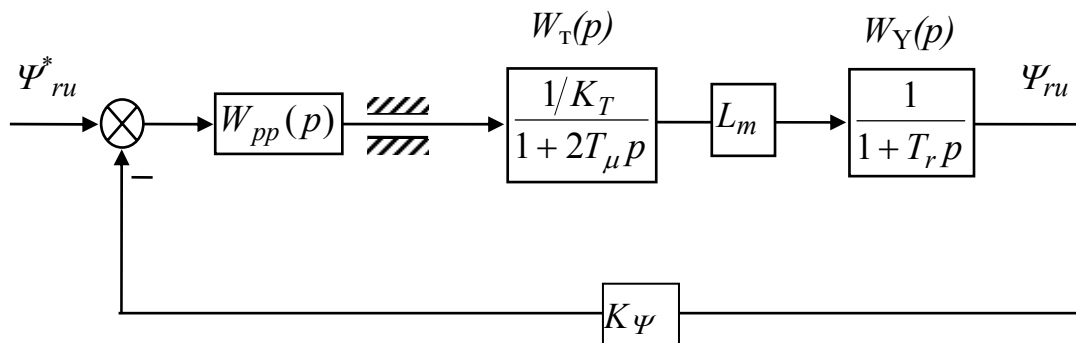 W_т(p) W_Y(p)
Ψ*_ru W_pp(p) 1/K_T / 1 + 2T_μ p L_m 1 / 1 + T_r p Ψ_ru
–
K_Ψ